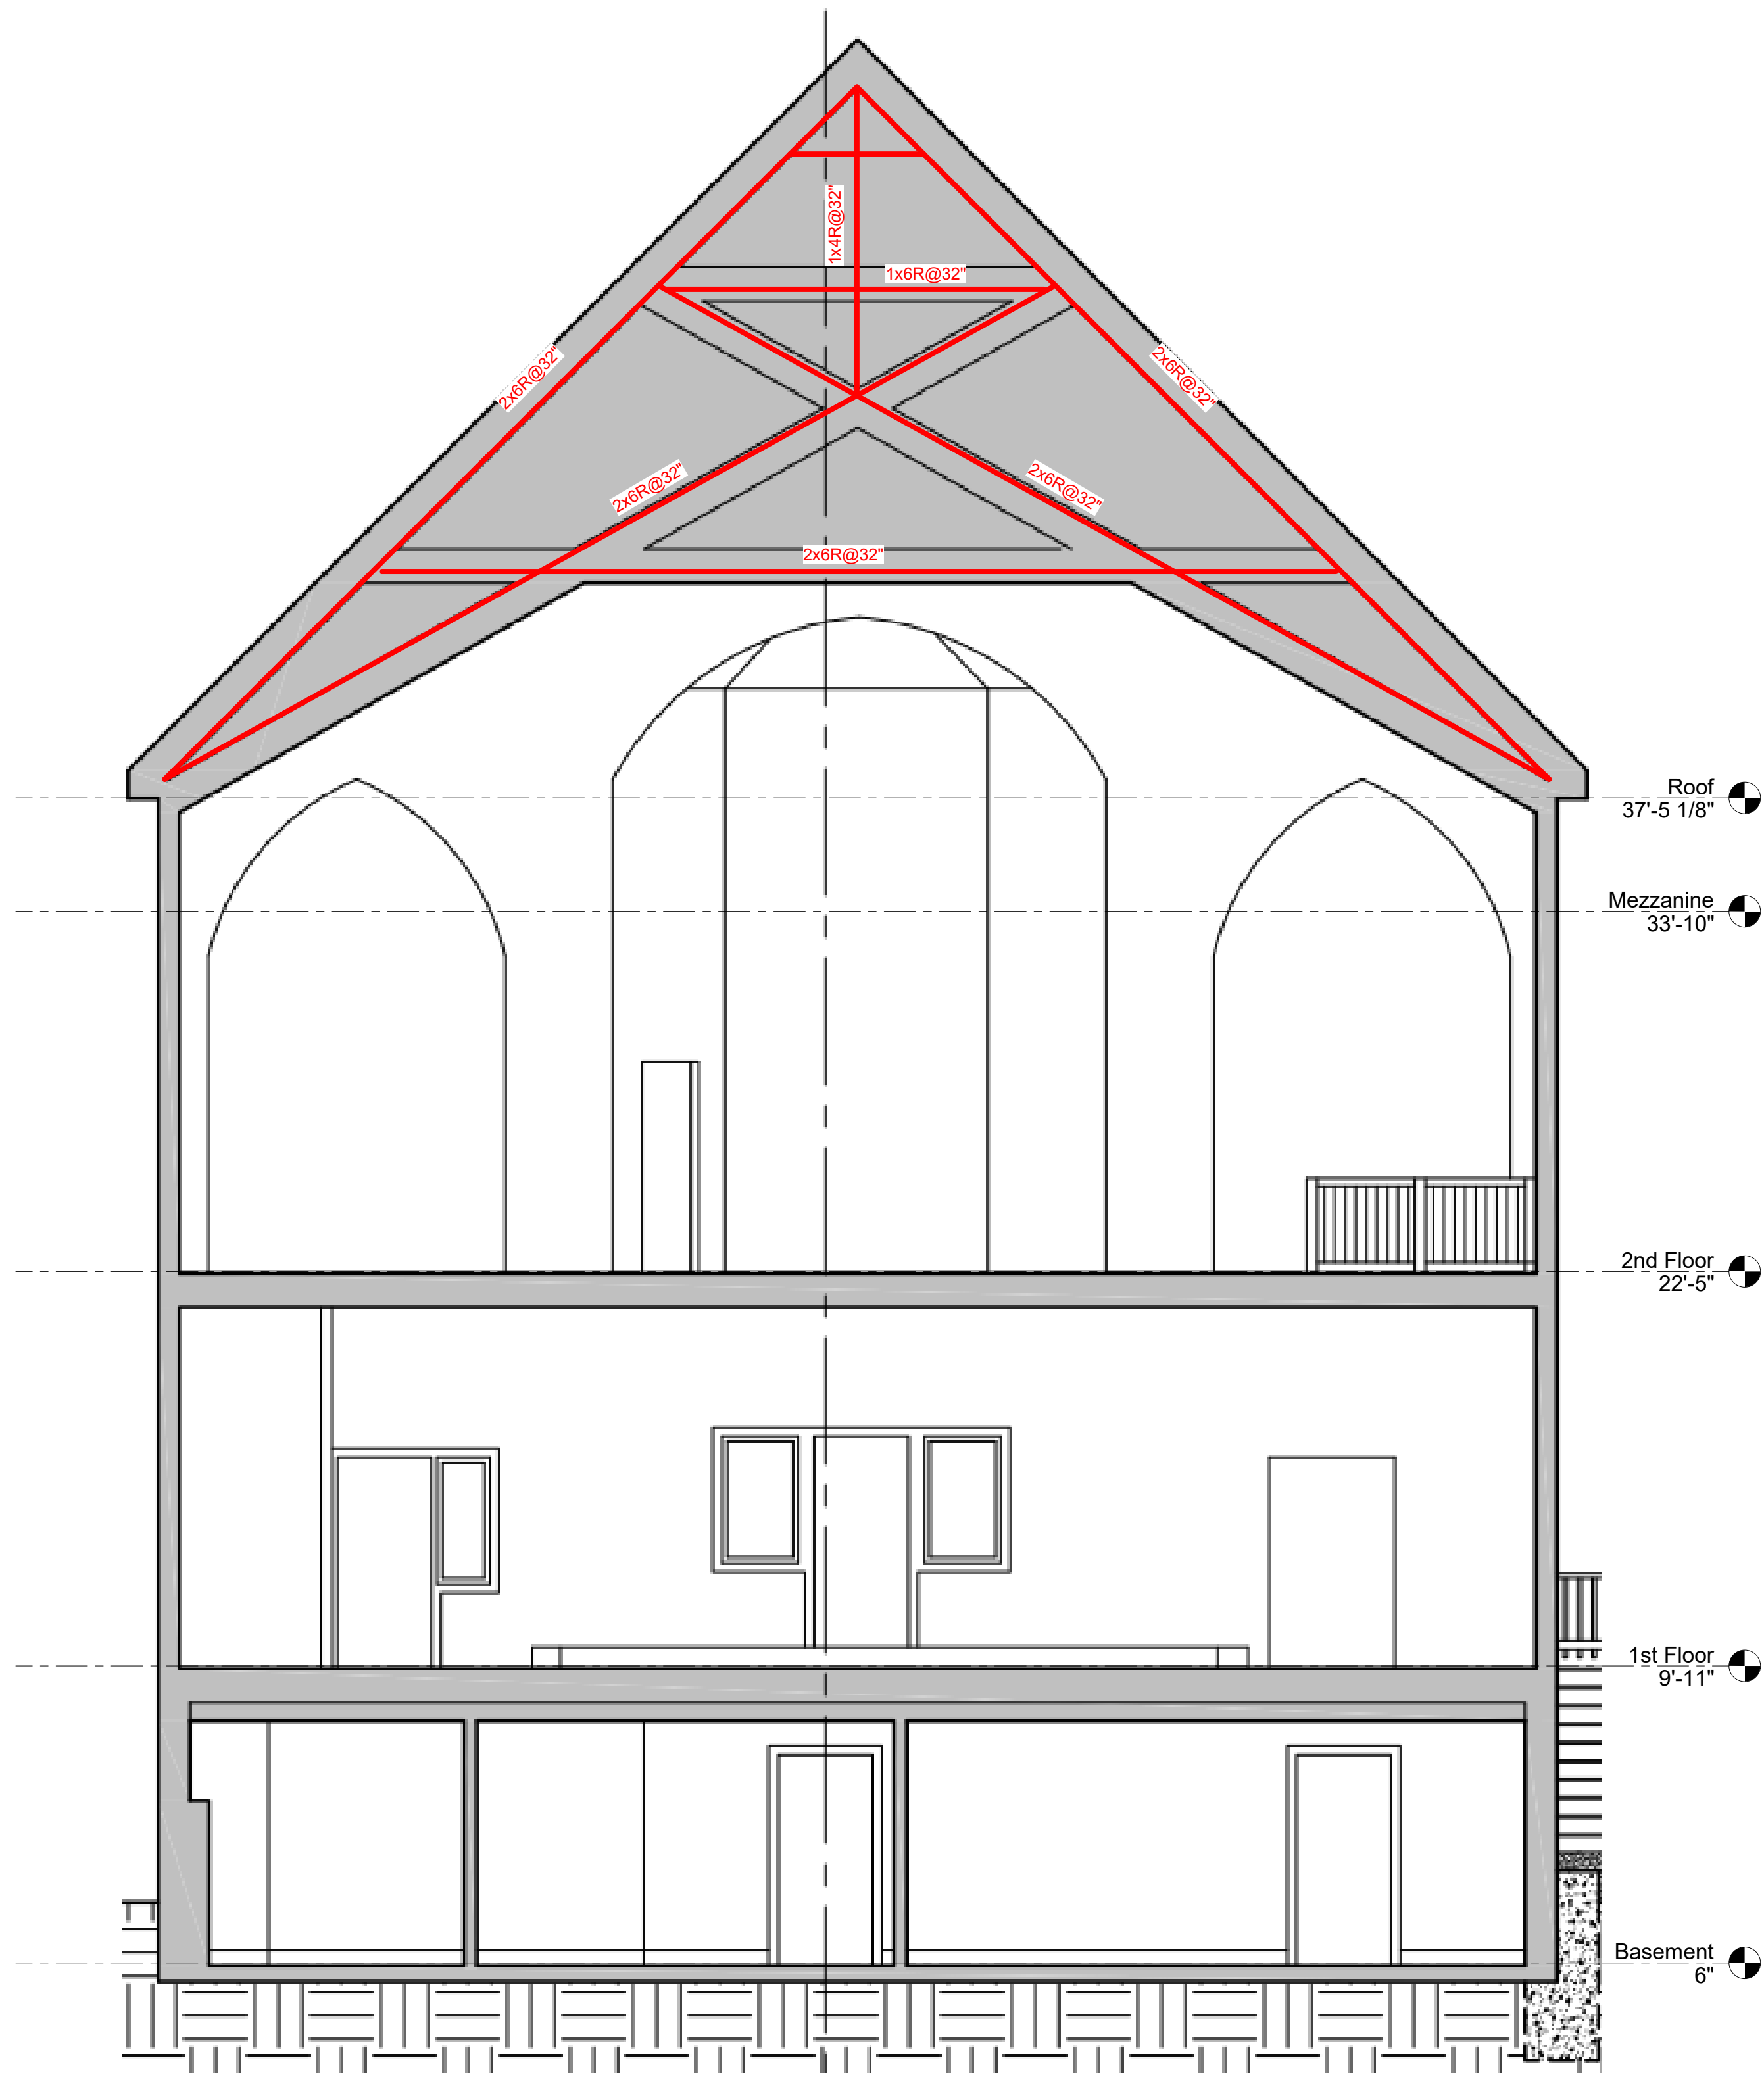 1x4R@32"
1x6R@32"
2x6R@32"
2x6R@32"
2x6R@32"
2x6R@32"
2x6R@32"
Roof
37'-5 1/8"
Mezzanine
33'-10"
2nd Floor
22'-5"
1st Floor
9'-11"
Basement
6"